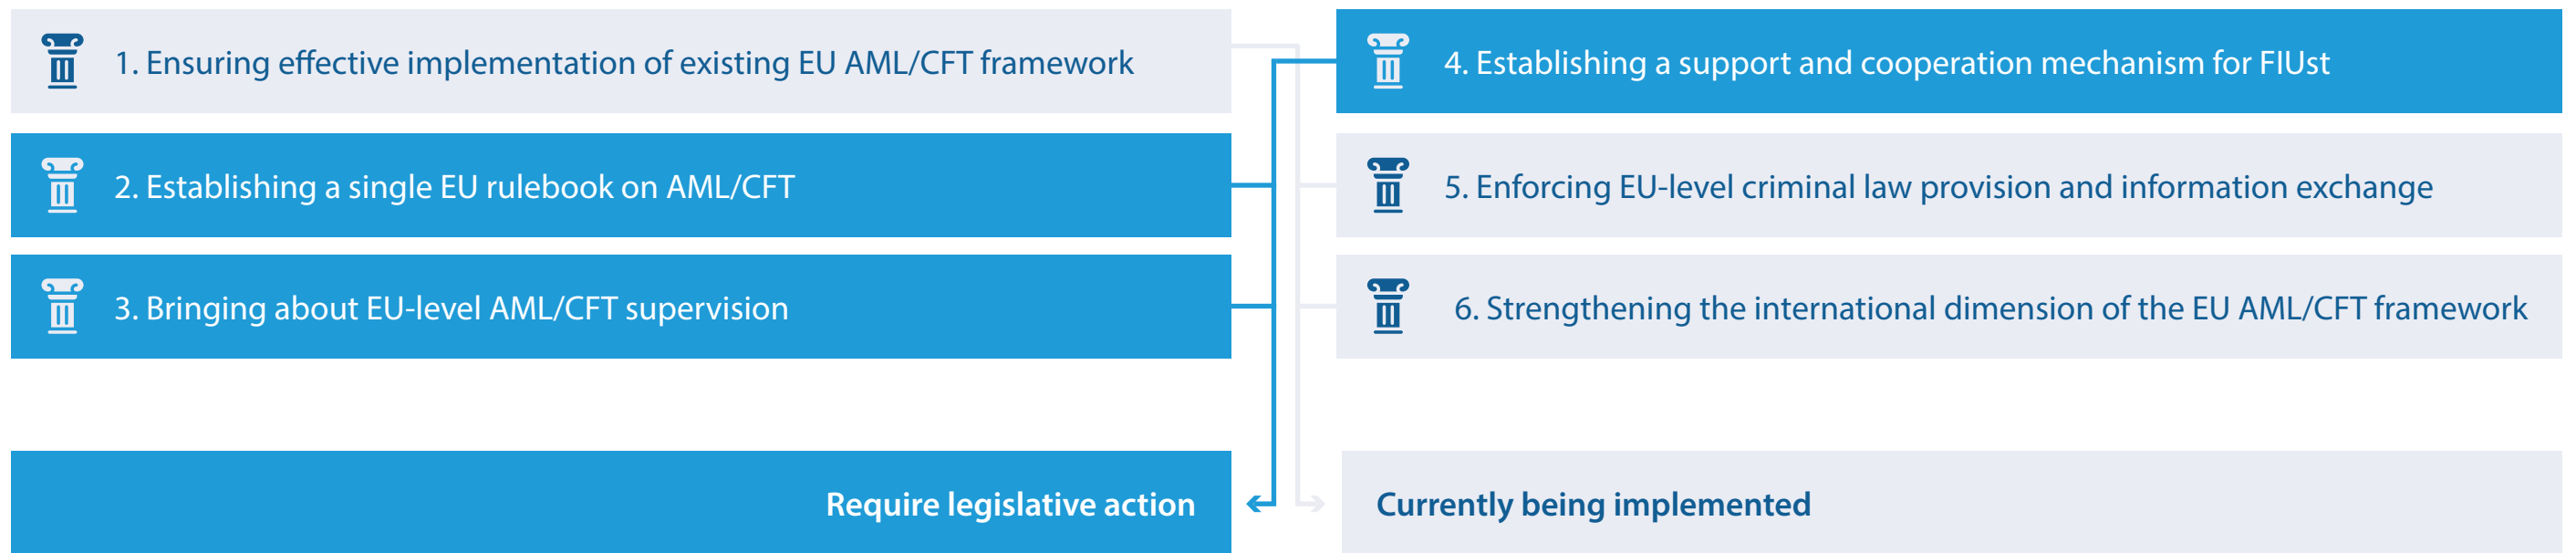 1. Ensuring effective implementation of existing EU AML/CFT framework
2. Establishing a single EU rulebook on AML/CFT
3. Bringing about EU-level AML/CFT supervision
4. Establishing a support and cooperation mechanism for FIUst
5. Enforcing EU-level criminal law provision and information exchange
6. Strengthening the international dimension of the EU AML/CFT framework
Require legislative action
Currently being implemented